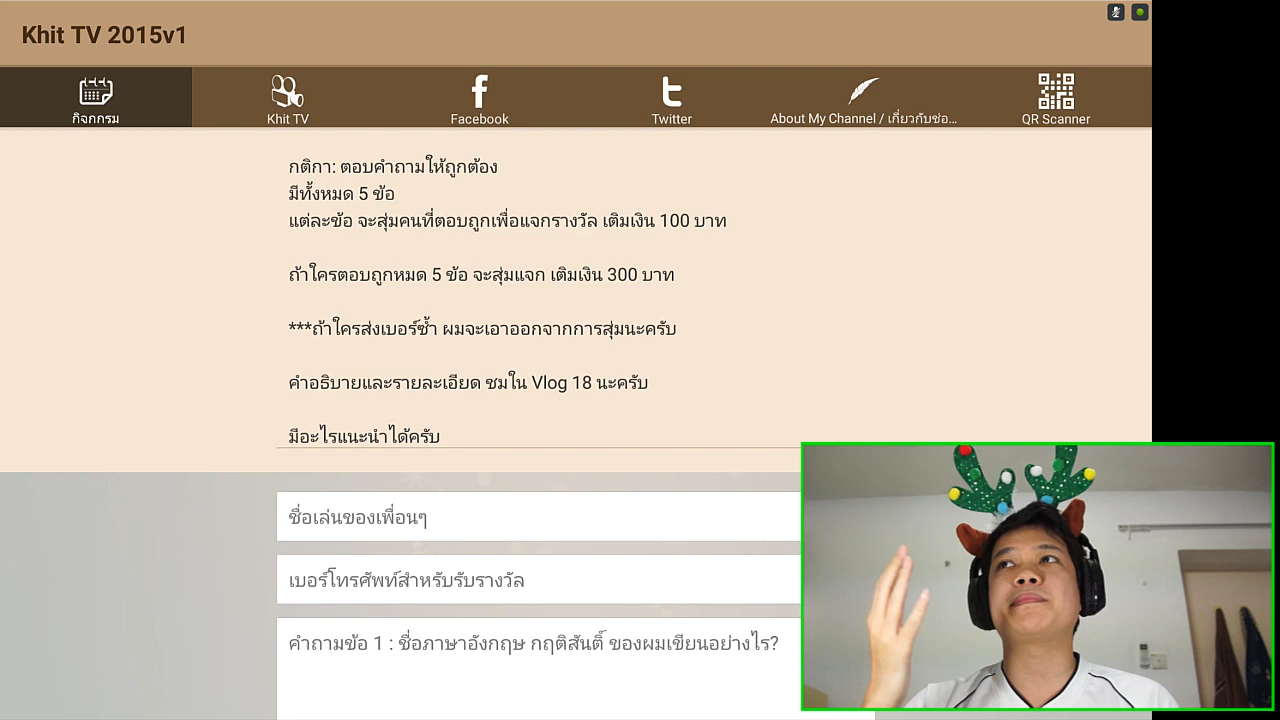 Khit TV 2015v1
กิจกกรม
Khit TV
Facebook
Twitter
About My Channel / เกี่ยวกับช่อ...
QR Scanner
กติกา: ตอบคำถามให้ถูกต้อง
มีทั้งหมด 5 ข้อ
แต่ละข้อ จะสุ่มคนที่ตอบถูกเพื่อแจกรางวัล เติมเงิน 100 บาท
ถ้าใครตอบถูกหมด 5 ข้อ จะสุ่มแจก เติมเงิน 300 บาท
***ถ้าใครส่งเบอร์ซ้ำ ผมจะเอาออกจากการสุ่มนะครับ
คำอธิบายและรายละเอียด ชมใน Vlog 18 นะครับ
มีอะไรแนะนำได้ครับ
ชื่อเล่นของเพื่อนๆ
เบอร์โทรศัพท์สำหรับรับรางวัล
คำถามข้อ 1 : ชื่อภาษาอังกฤษ กฤติสันติ์ ของผมเขียนอย่างไร?